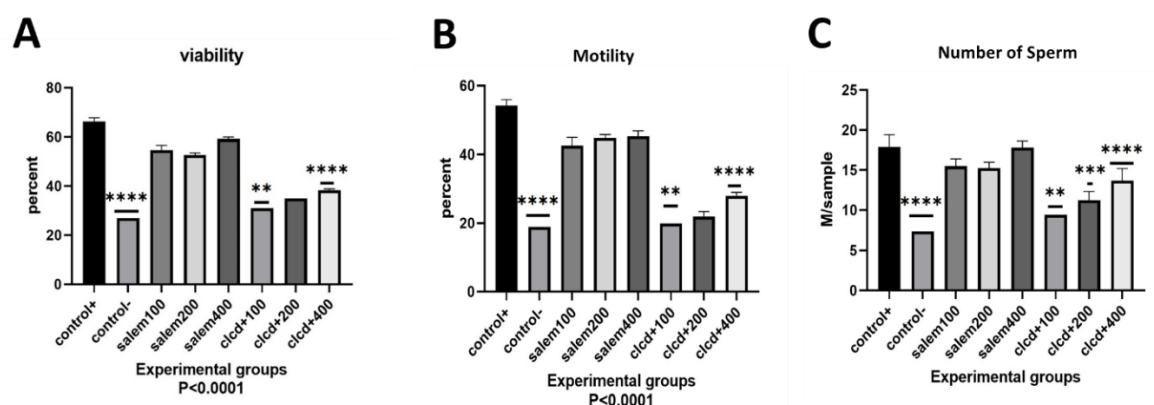 A
viability
percent
80
60
40
20
0
****
**
****
control+
control-
salem100
salem200
salem400
clcd+100
clcd+200
clcd+400
Experimental groups
P<0.0001
B
Motility
percent
60
40
20
0
****
**
****
control+
control-
salem100
salem200
salem400
clcd+100
clcd+200
clcd+400
Experimental groups
P<0.0001
C
Number of Sperm
M/sample
25
20
15
10
5
0
****
**
***
****
control+
control-
salem100
salem200
salem400
clcd+100
clcd+200
clcd+400
Experimental groups